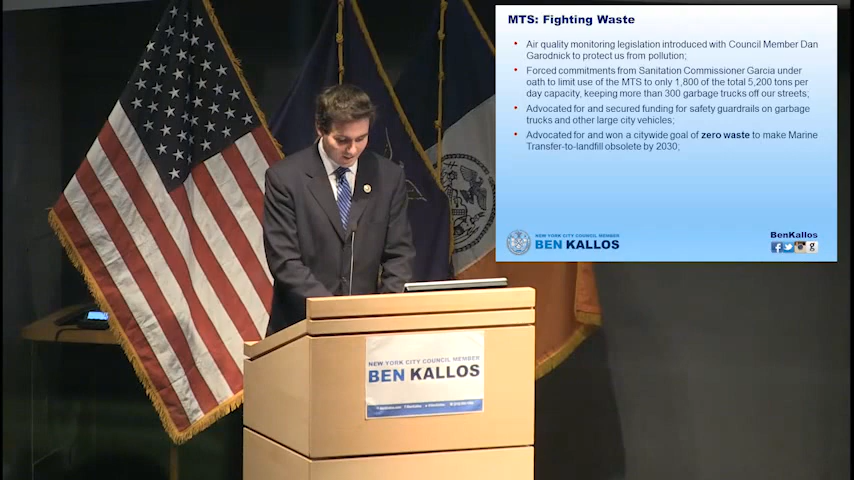 MTS: Fighting Waste
• Air quality monitoring legislation introduced with Council Member Dan
Garodnick to protect us from pollution;
• Forced commitments from Sanitation Commissioner Garcia under
oath to limit use of the MTS to only 1,800 of the total 5,200 tons per
day capacity, keeping more than 300 garbage trucks off our streets;
• Advocated for and secured funding for safety guardrails on garbage
trucks and other large city vehicles;
• Advocated for and won a citywide goal of zero waste to make Marine
Transfer-to-landfill obsolete by 2030;
NEW YORK CITY COUNCIL MEMBER
BEN KALLOS
BenKallos
NEW YORK CITY COUNCIL MEMBER
BEN KALLOS